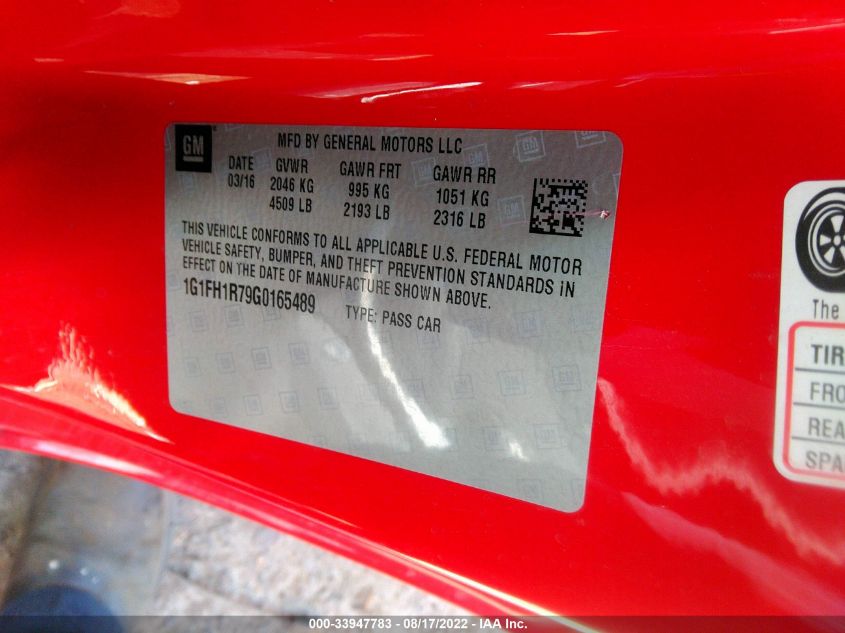 GM
MFD BY GENERAL MOTORS LLC
DATE GVWR GAWR FRT GAWR RR
03/16 2046 KG 995 KG 1051 KG
4509 LB 2193 LB 2316 LB
THIS VEHICLE CONFORMS TO ALL APPLICABLE U.S. FEDERAL MOTOR
VEHICLE SAFETY, BUMPER, AND THEFT PREVENTION STANDARDS IN
EFFECT ON THE DATE OF MANUFACTURE SHOWN ABOVE.
1G1FH1R79G0165489 TYPE: PASS CAR
The
TIR
FRO
REA
SPA
000-33947783 - 08/17/2022 - IAA Inc.